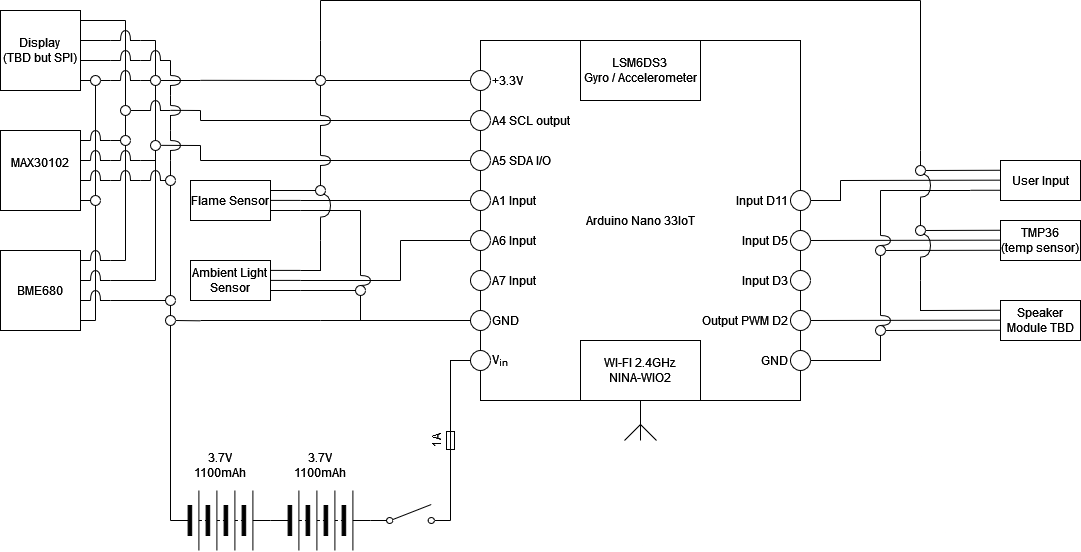 Display
(TBD but SPI)
MAX30102
BME680
Flame Sensor
Ambient Light
Sensor
LSM6DS3
Gyro / Accelerometer
+3.3V
A4 SCL output
A5 SDA I/O
A1 Input
A6 Input
A7 Input
GND
Vin
Arduino Nano 33IoT
Input D11
Input D5
Input D3
Output PWM D2
GND
WI-FI 2.4GHz
NINA-WIO2
User Input
TMP36
(temp sensor)
Speaker
Module TBD
1A
3.7V
1100mAh
3.7V
1100mAh